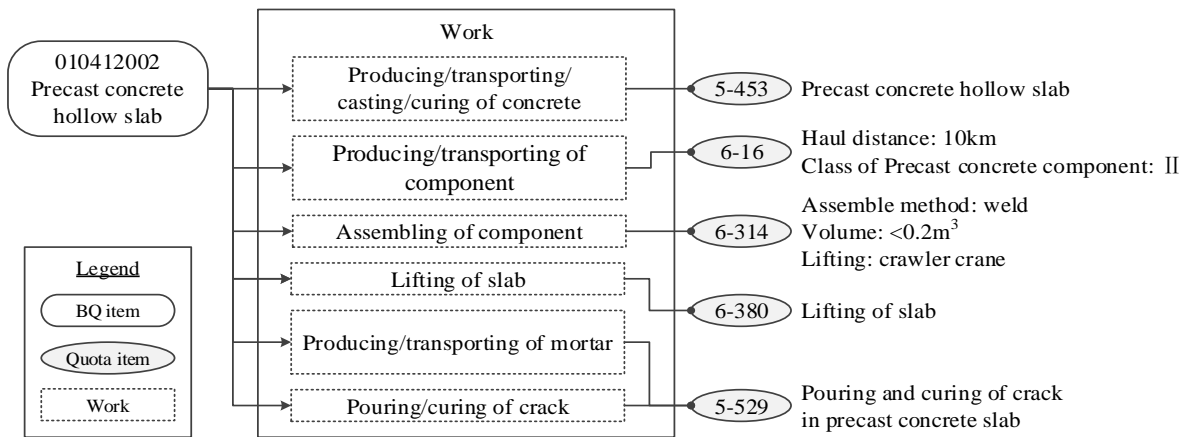 010412002
Precast concrete
hollow slab
Work
Producing/transporting/
casting/curing of concrete
Producing/transporting of
component
Assembling of component
Lifting of slab
Producing/transporting of mortar
Pouring/curing of crack
5-453
Precast concrete hollow slab
6-16
Haul distance: 10km
Class of Precast concrete component: Ⅱ
6-314
Assemble method: weld
Volume: <0.2m³
Lifting: crawler crane
6-380
Lifting of slab
5-529
Pouring and curing of crack
in precast concrete slab
Legend
BQ item
Quota item
Work